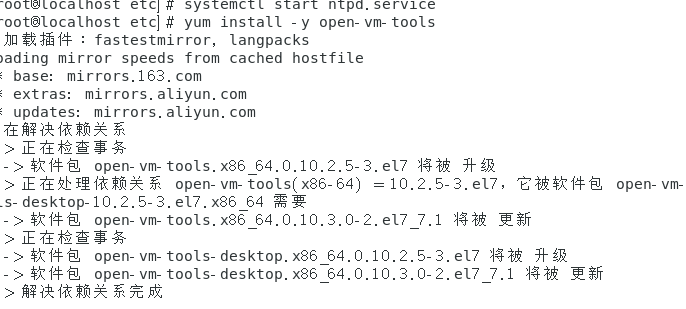 root@localhost etc]# systemctl start ntpd.service
root@localhost etc]# yum install -y open-vm-tools
加载插件：fastestmirror, langpacks
oading mirror speeds from cached hostfile
* base: mirrors.163.com
* extras: mirrors.aliyun.com
* updates: mirrors.aliyun.com
在解决依赖关系
> 正在检查事务
-> 软件包 open-vm-tools.x86_64.0.10.2.5-3.el7 将被 升级
> 正在处理依赖关系 open-vm-tools(x86-64) = 10.2.5-3.el7，它被软件包 open-vm-
ls-desktop-10.2.5-3.el7.x86_64 需要
-> 软件包 open-vm-tools.x86_64.0.10.3.0-2.el7_7.1 将被 更新
> 正在检查事务
-> 软件包 open-vm-tools-desktop.x86_64.0.10.2.5-3.el7 将被 升级
-> 软件包 open-vm-tools-desktop.x86_64.0.10.3.0-2.el7_7.1 将被 更新
> 解决依赖关系完成